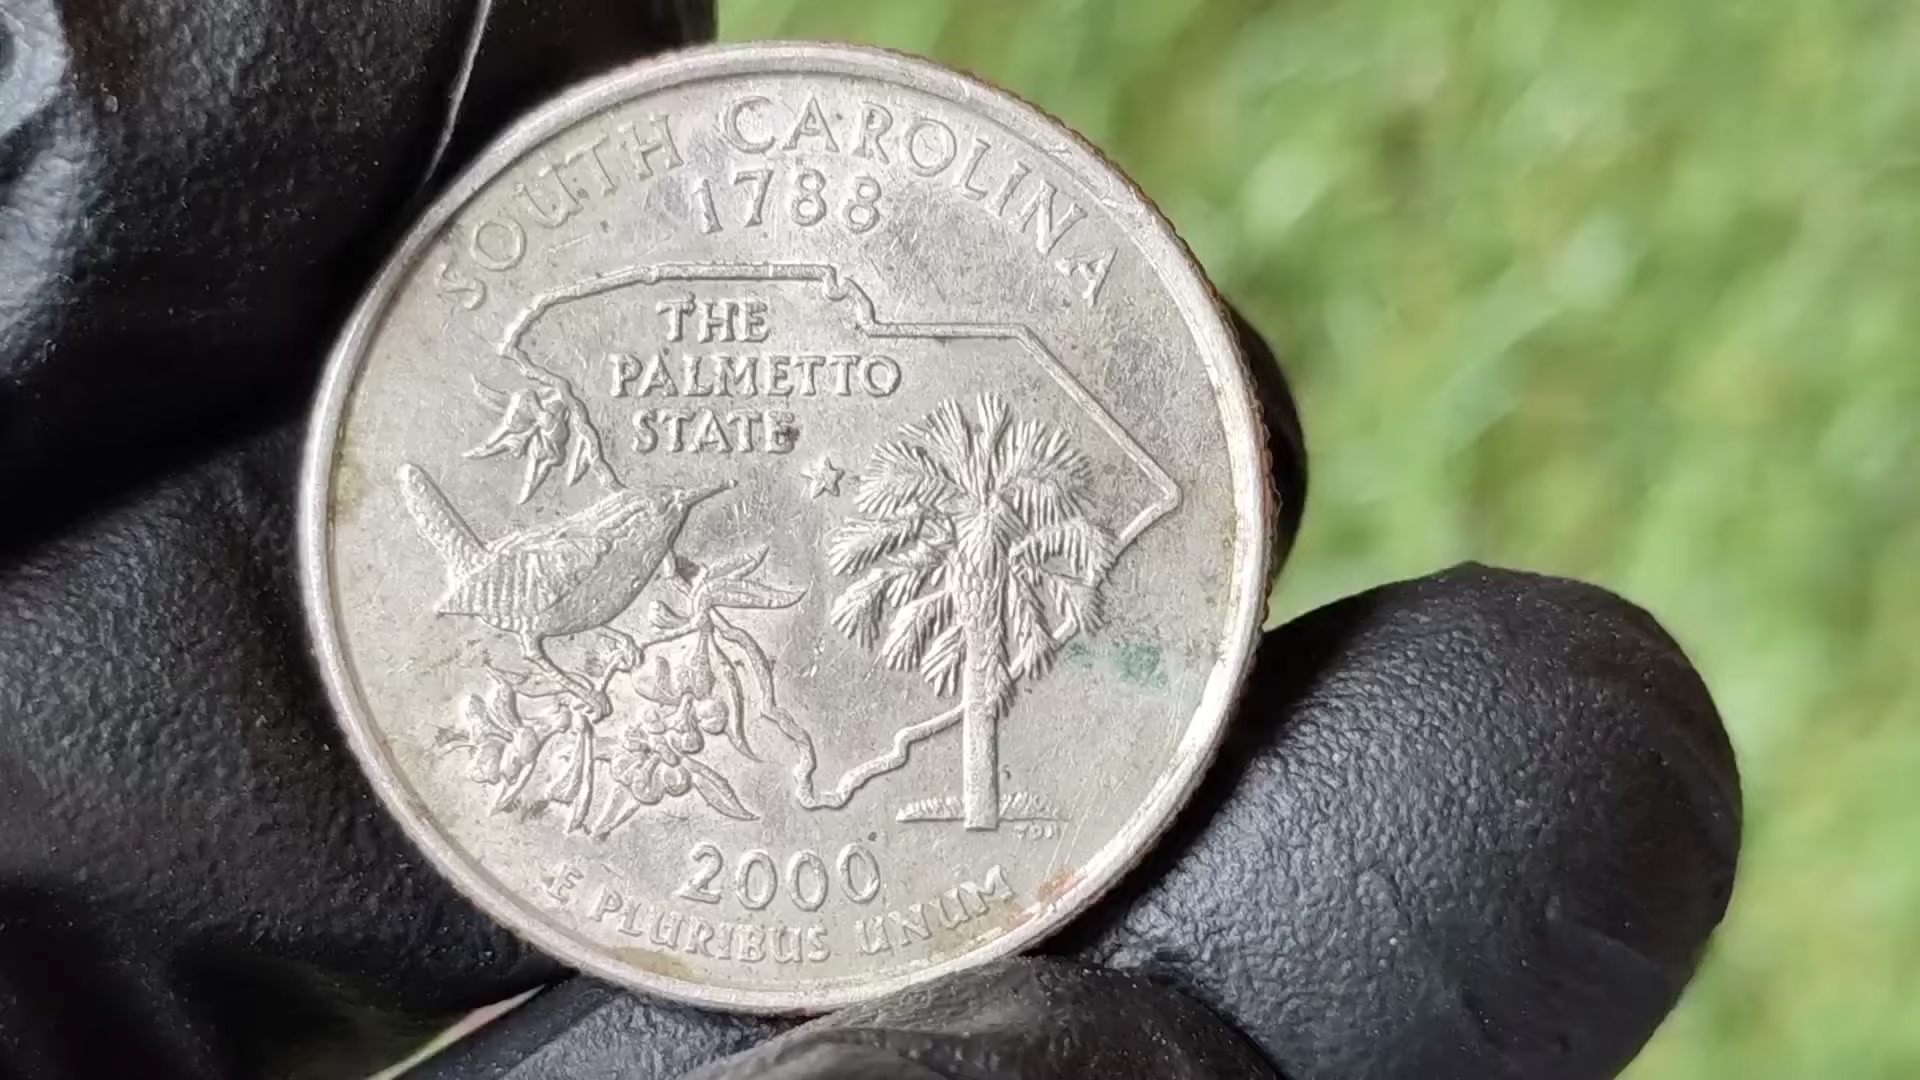 SOUTH CAROLINA
1788
THE
PALMETTO
STATE
2000
E PLURIBUS UNUM